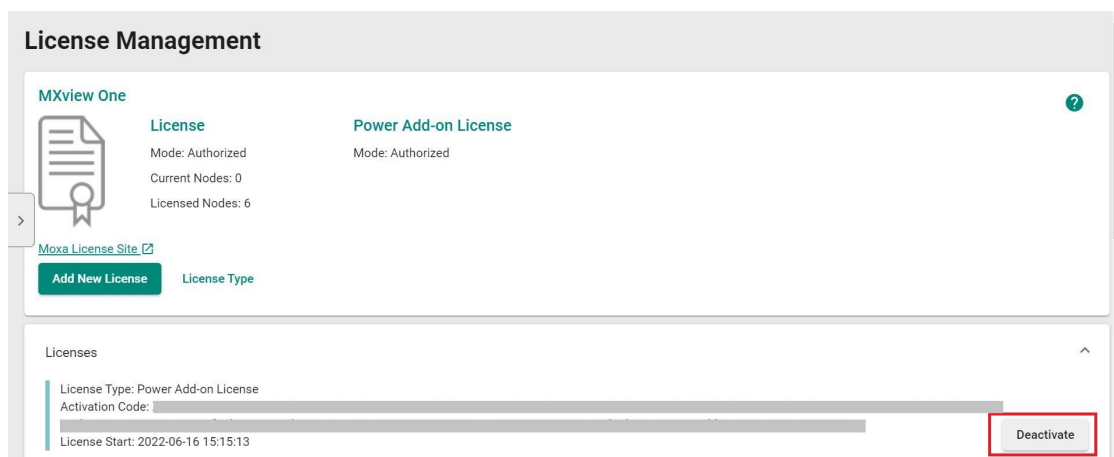 License Management
MXview One
License
Power Add-on License
Mode: Authorized
Mode: Authorized
Current Nodes: 0
Licensed Nodes: 6
Moxa License Site
Add New License
License Type
Licenses
License Type: Power Add-on License
Activation Code:
License Start: 2022-06-16 15:15:13
Deactivate